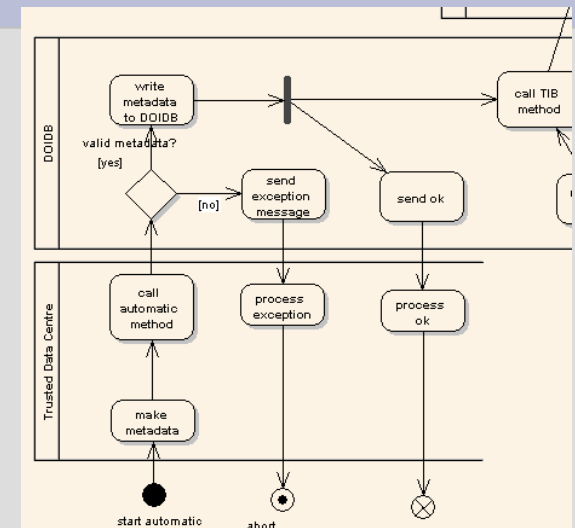 DOIDB
write
metadata
to DOIDB
call TIB
method
valid metadata?
[yes]
[no]
send
exception
message
send ok
Trusted Data Centre
call
automatic
method
process
exception
process
ok
make
metadata
start automatic
abort